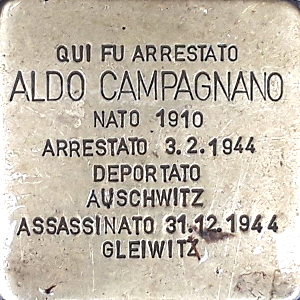 QUI FU ARRESTATO
ALDO CAMPAGNANO
NATO 1910
ARRESTATO 3.2.1944
DEPORTATO
AUSCHWITZ
ASSASSINATO 31.12.1944
GLEIWITZ